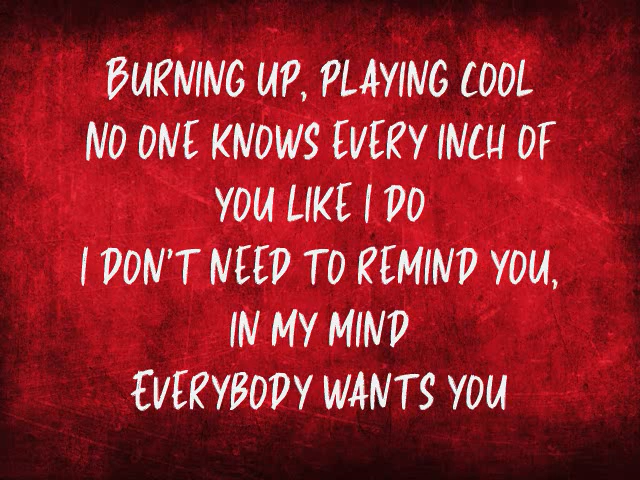 BURNING UP, PLAYING COOL
NO ONE KNOWS EVERY INCH OF
YOU LIKE I DO
I DON'T NEED TO REMIND YOU,
IN MY MIND
EVERYBODY WANTS YOU